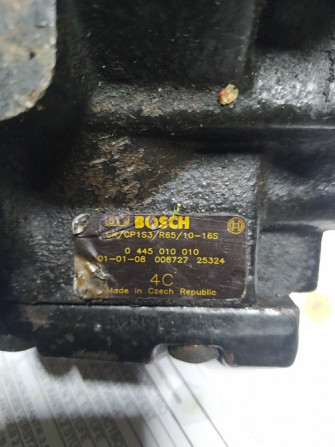 BOSCH
CR/CP1S3/R65/10-16S
0 445 010 010
01-01-08 008727 25324
4C
Made in Czech Republic